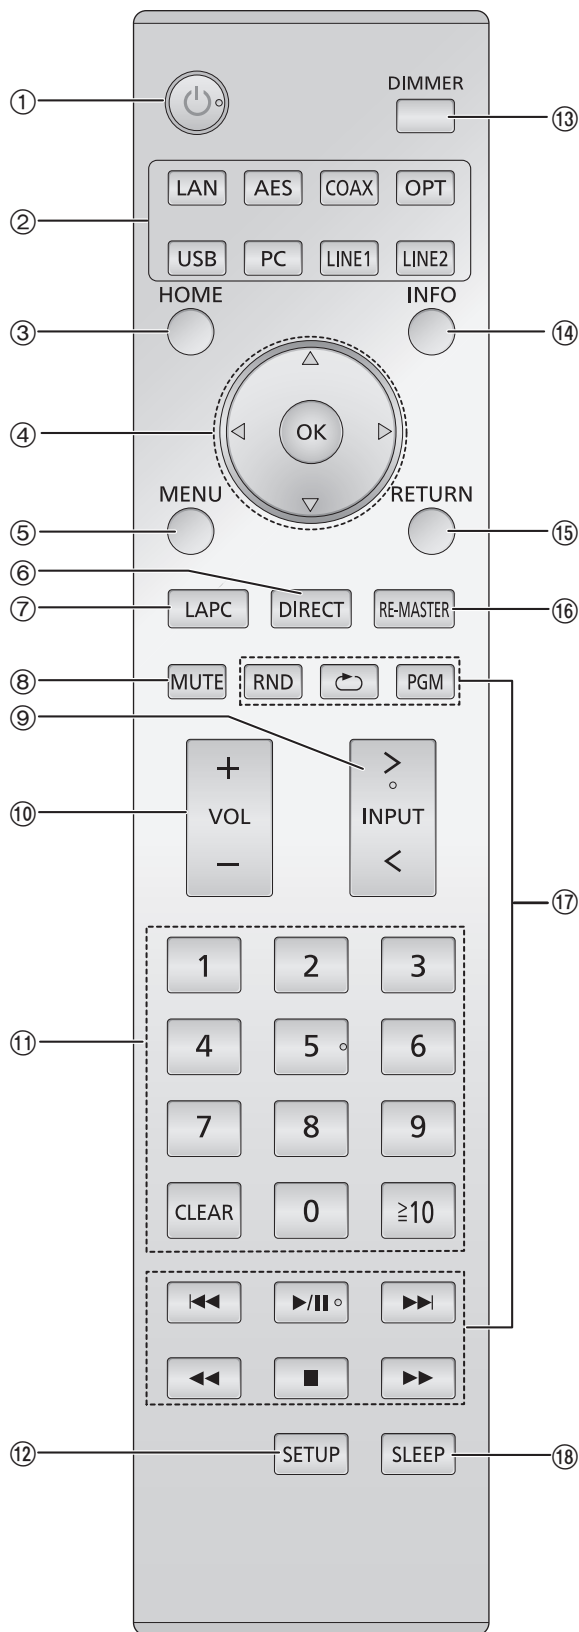 ①
DIMMER
⑬
LAN AES COAX OPT
②
USB PC LINE1 LINE2
HOME INFO
③ ⑭
④ OK
MENU RETURN
⑤ ⑮
⑥
⑦ LAPC DIRECT RE-MASTER ⑯
⑧ MUTE RND PGM
⑨
+ >
⑩ VOL INPUT
− <
⑰
1 2 3
⑪ 4 5 6
7 8 9
CLEAR 0 ≧10
⑫ SETUP SLEEP ⑱